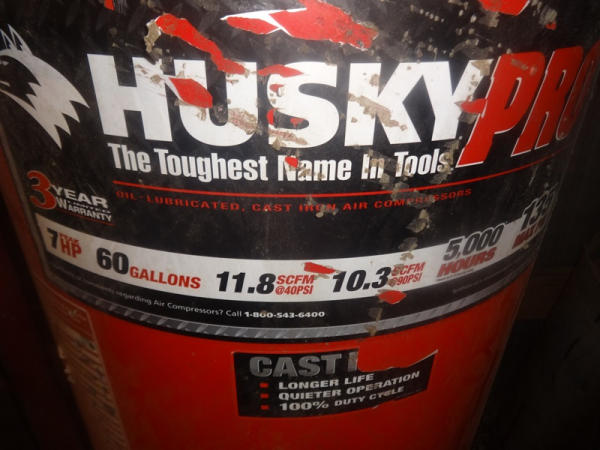 HUSKY PRO
The Toughest Name In Tools
OIL-LUBRICATED, CAST IRON AIR COMPRESSORS
3 YEAR
WARRANTY
7 HP 60 GALLONS 11.8 SCFM @40PSI 10.3 SCFM @90PSI 5,000 HOURS
regarding Air Compressors? Call 1-800-543-6400
CAST I
LONGER LIFE
QUIETER OPERATION
100% DUTY CYCLE